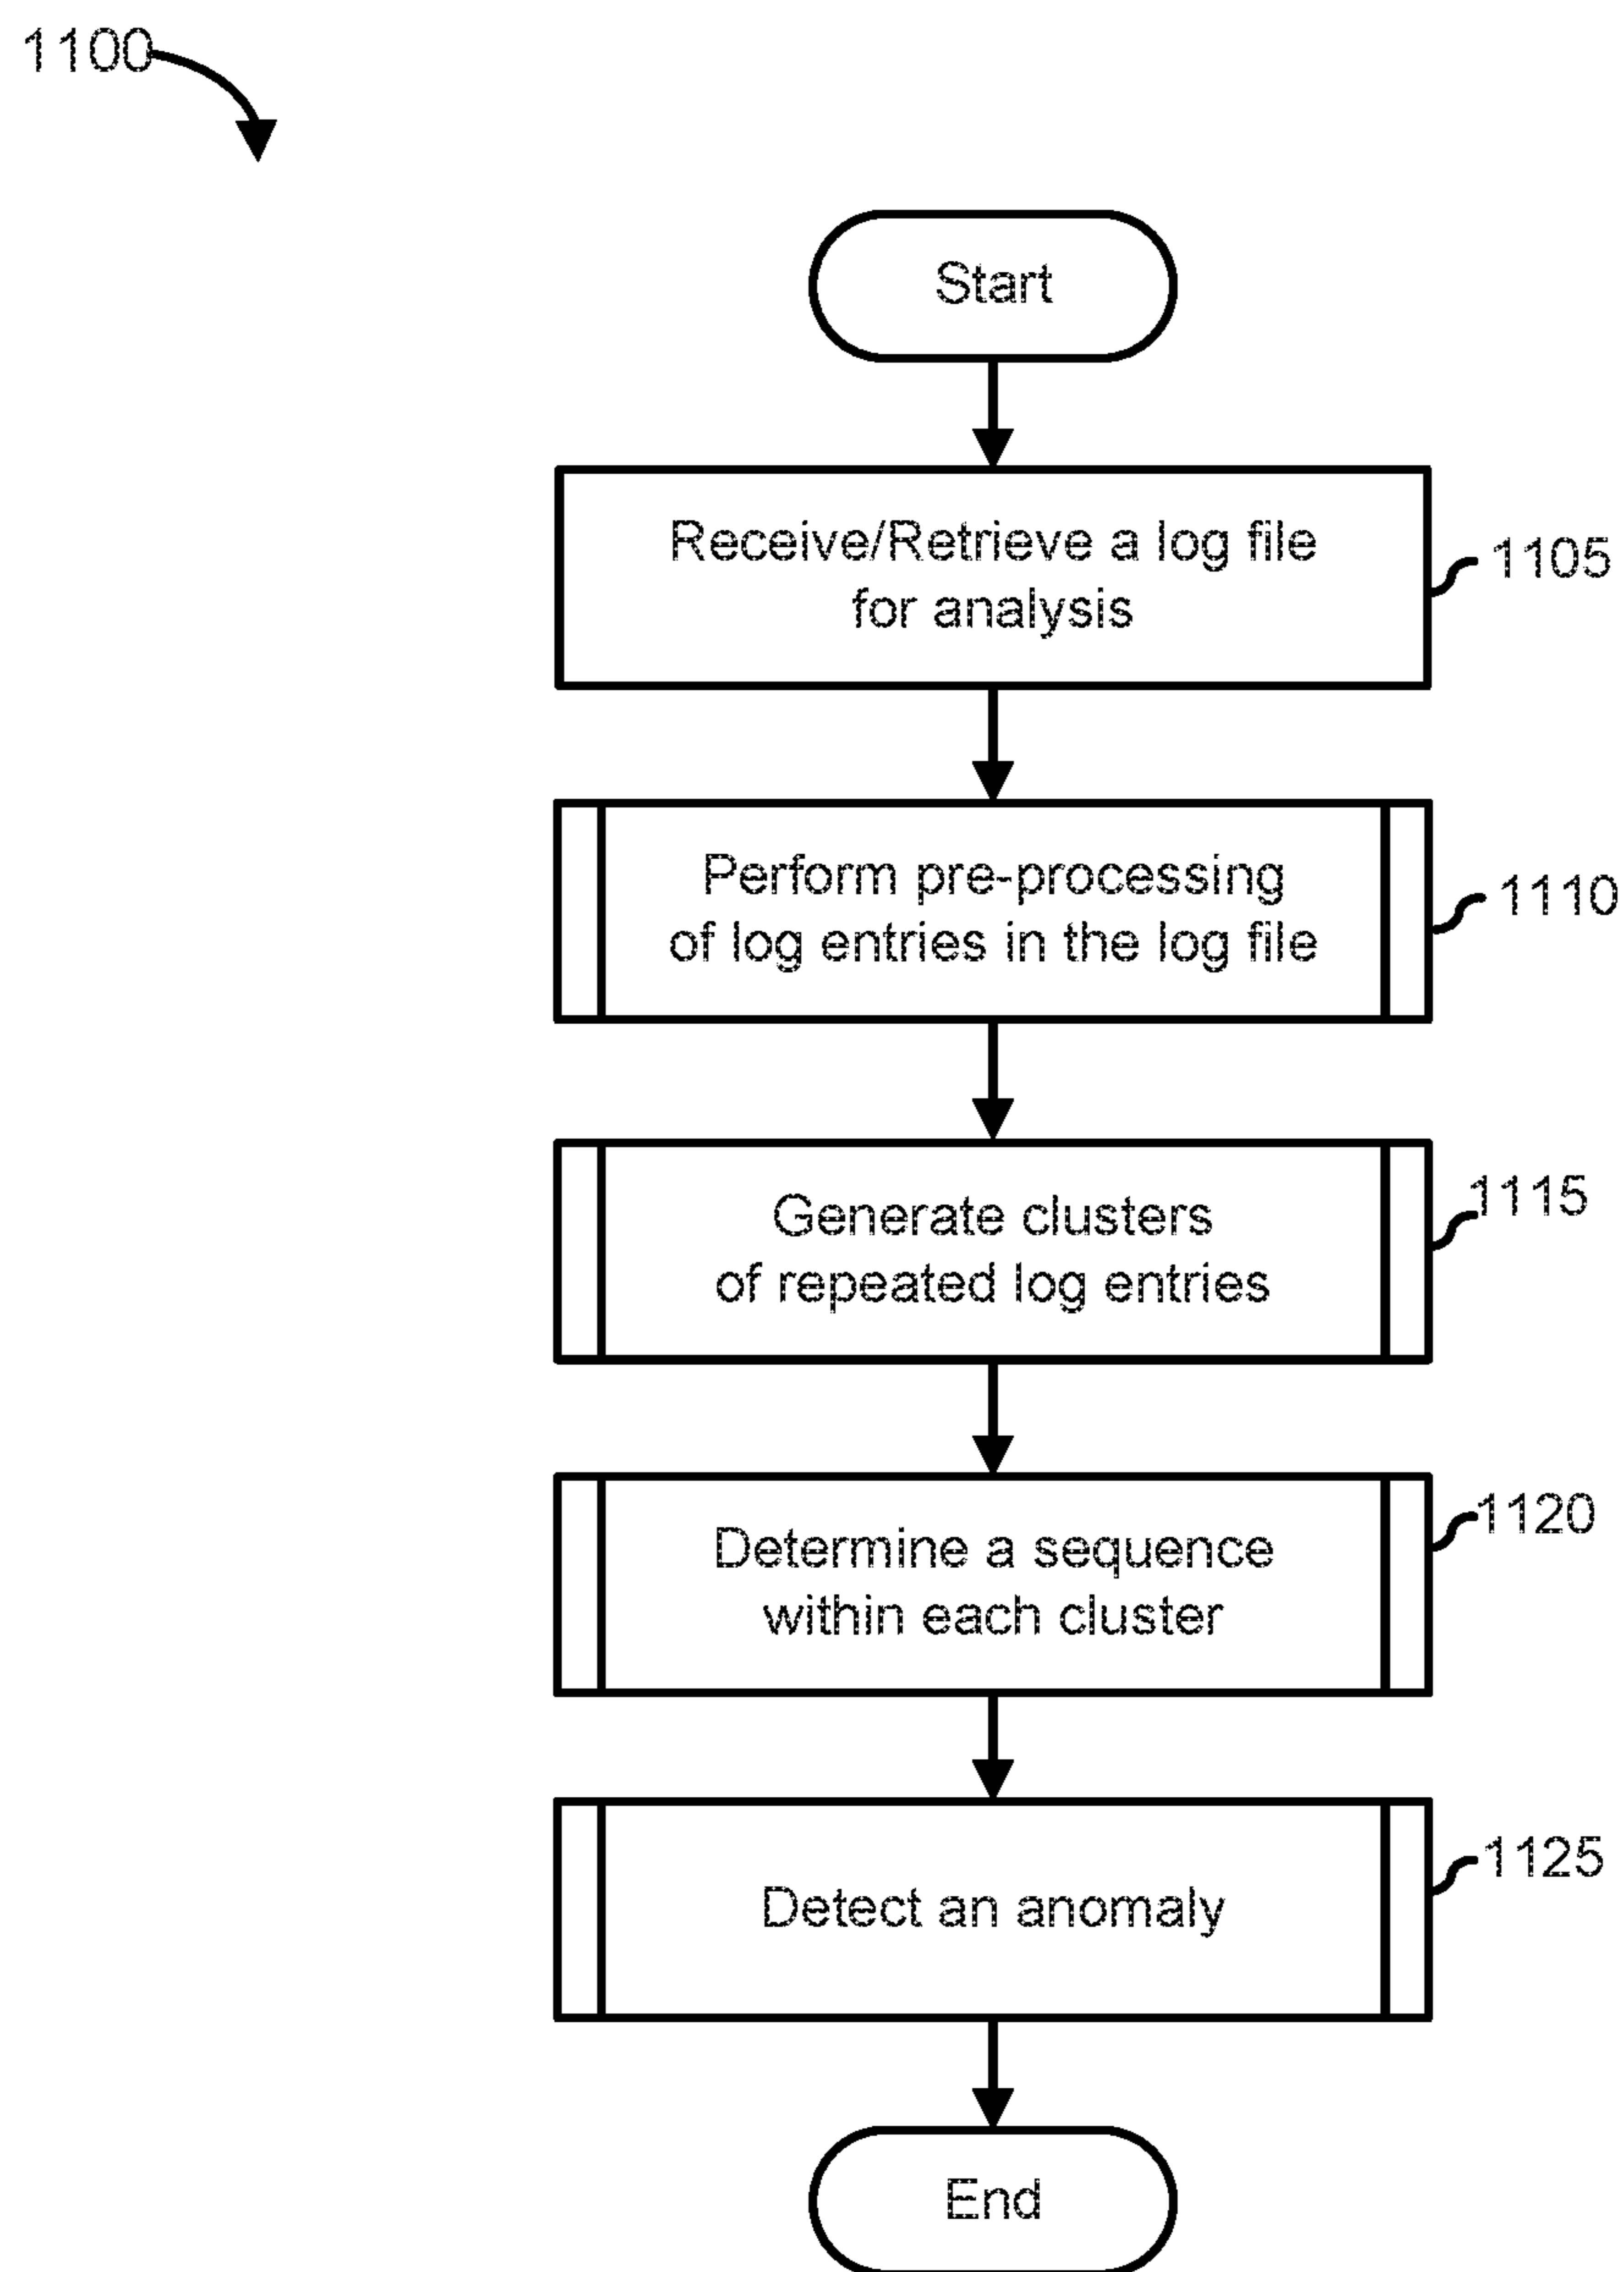 1100
Start
Receive/Retrieve a log file
for analysis
1105
Perform pre-processing
of log entries in the log file
1110
Generate clusters
of repeated log entries
1115
Determine a sequence
within each cluster
1120
Detect an anomaly
1125
End